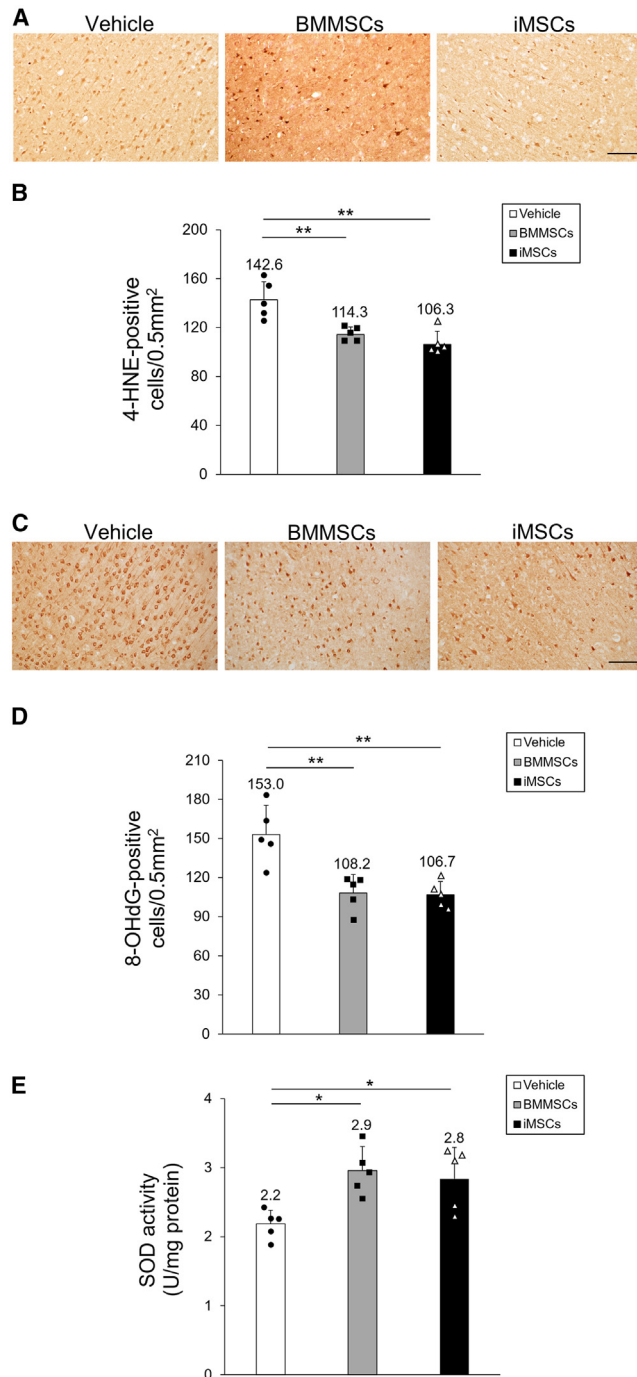 A
Vehicle BMMSCs iMSCs
B
Vehicle
BMMSCs
iMSCs
**
**
4-HNE-positive
cells/0.5mm²
200
160
120
80
40
0
142.6
114.3
106.3
C
Vehicle BMMSCs iMSCs
D
Vehicle
BMMSCs
iMSCs
**
**
8-OHdG-positive
cells/0.5mm²
210
180
150
120
90
60
30
0
153.0
108.2
106.7
E
Vehicle
BMMSCs
iMSCs
*
*
SOD activity
(U/mg protein)
4
3
2
1
0
2.2
2.9
2.8